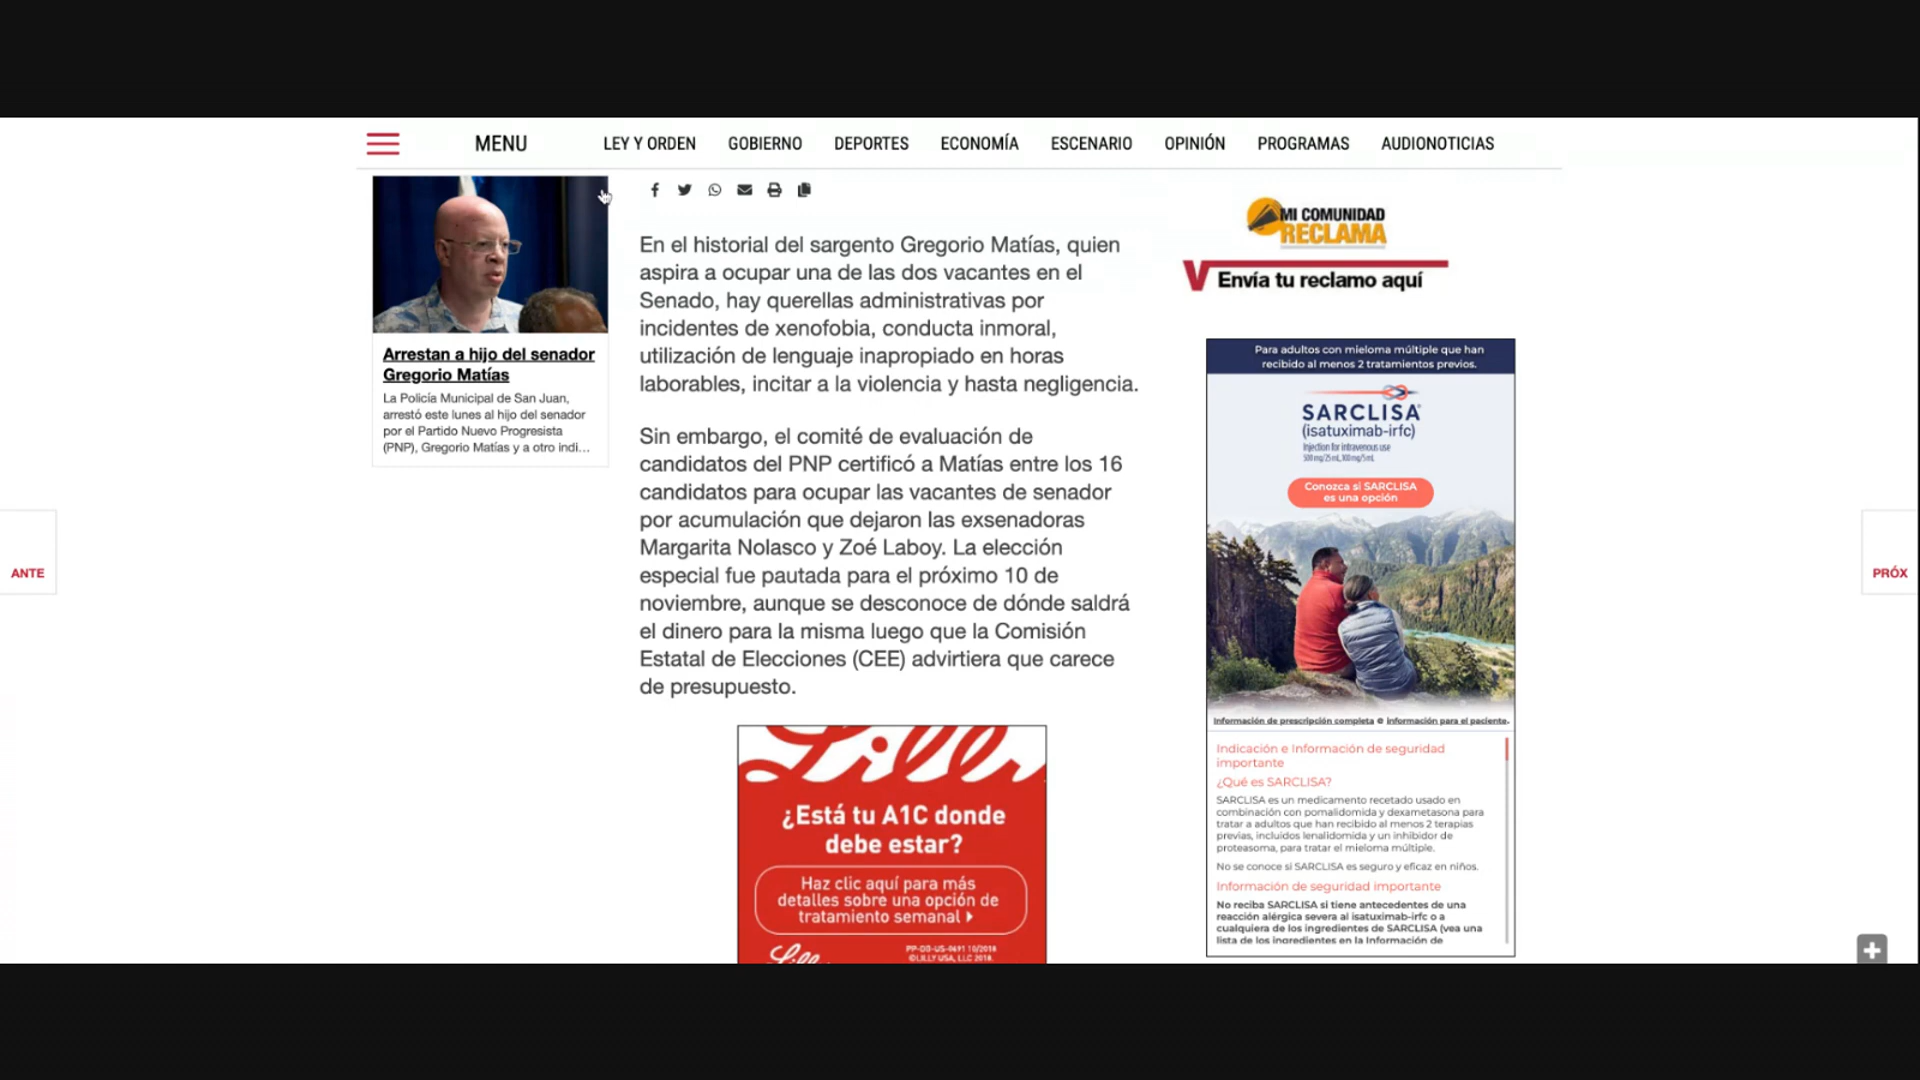 MENU
LEY Y ORDEN GOBIERNO DEPORTES ECONOMÍA ESCENARIO OPINIÓN PROGRAMAS AUDIONOTICIAS
Arrestan a hijo del senador
Gregorio Matías
La Policía Municipal de San Juan,
arrestó este lunes al hijo del senador
por el Partido Nuevo Progresista
(PNP), Gregorio Matías y a otro indi...
ANTE
En el historial del sargento Gregorio Matías, quien
aspira a ocupar una de las dos vacantes en el
Senado, hay querellas administrativas por
incidentes de xenofobia, conducta inmoral,
utilización de lenguaje inapropiado en horas
laborables, incitar a la violencia y hasta negligencia.
Sin embargo, el comité de evaluación de
candidatos del PNP certificó a Matías entre los 16
candidatos para ocupar las vacantes de senador
por acumulación que dejaron las exsenadoras
Margarita Nolasco y Zoé Laboy. La elección
especial fue pautada para el próximo 10 de
noviembre, aunque se desconoce de dónde saldrá
el dinero para la misma luego que la Comisión
Estatal de Elecciones (CEE) advirtiera que carece
de presupuesto.
Lilly
¿Está tu A1C donde
debe estar?
Haz clic aquí para más
detalles sobre una opción de
tratamiento semanal
Lilly
PP-DG-US-0691 10/2018
©LILLY USA, LLC 2018.
MI COMUNIDAD
RECLAMA
Envía tu reclamo aquí
Para adultos con mieloma múltiple que han
recibido al menos 2 tratamientos previos.
SARCLISA
(isatuximab-irfc)
Injection for intravenous use
500 mg/25 mL, 100 mg/5 mL
Conozca si SARCLISA
es una opción
Información de prescripción completa e información para el paciente.
Indicación e Información de seguridad
importante
¿Qué es SARCLISA?
SARCLISA es un medicamento recetado usado en
combinación con pomalidomida y dexametasona para
tratar a adultos que han recibido al menos 2 terapias
previas, incluidos lenalidomida y un inhibidor de
proteasoma, para tratar el mieloma múltiple.
No se conoce si SARCLISA es seguro y eficaz en niños.
Información de seguridad importante
No reciba SARCLISA si tiene antecedentes de una
reacción alérgica severa al isatuximab-irfc o a
cualquiera de los ingredientes de SARCLISA (vea una
lista de los ingredientes en la Información de
PRÓX